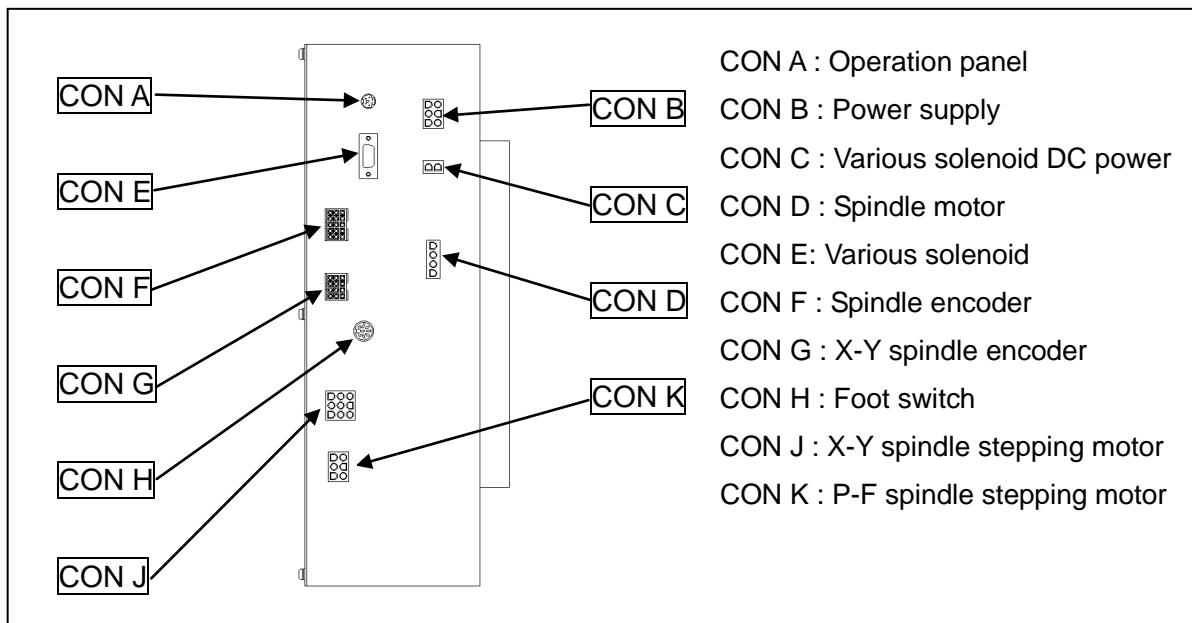 CON A
CON E
CON F
CON G
CON H
CON J
CON B
CON C
CON D
CON K
CON A : Operation panel
CON B : Power supply
CON C : Various solenoid DC power
CON D : Spindle motor
CON E: Various solenoid
CON F : Spindle encoder
CON G : X-Y spindle encoder
CON H : Foot switch
CON J : X-Y spindle stepping motor
CON K : P-F spindle stepping motor